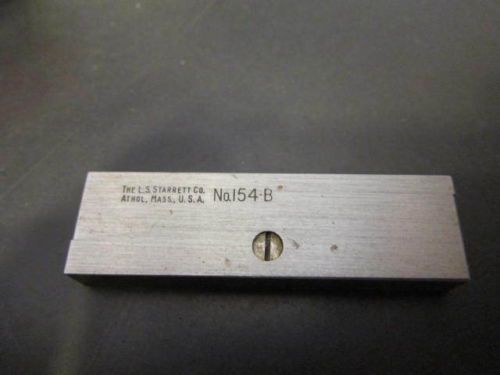 THE L.S. STARRETT CO.
ATHOL, MASS., U.S.A.
No.154-B